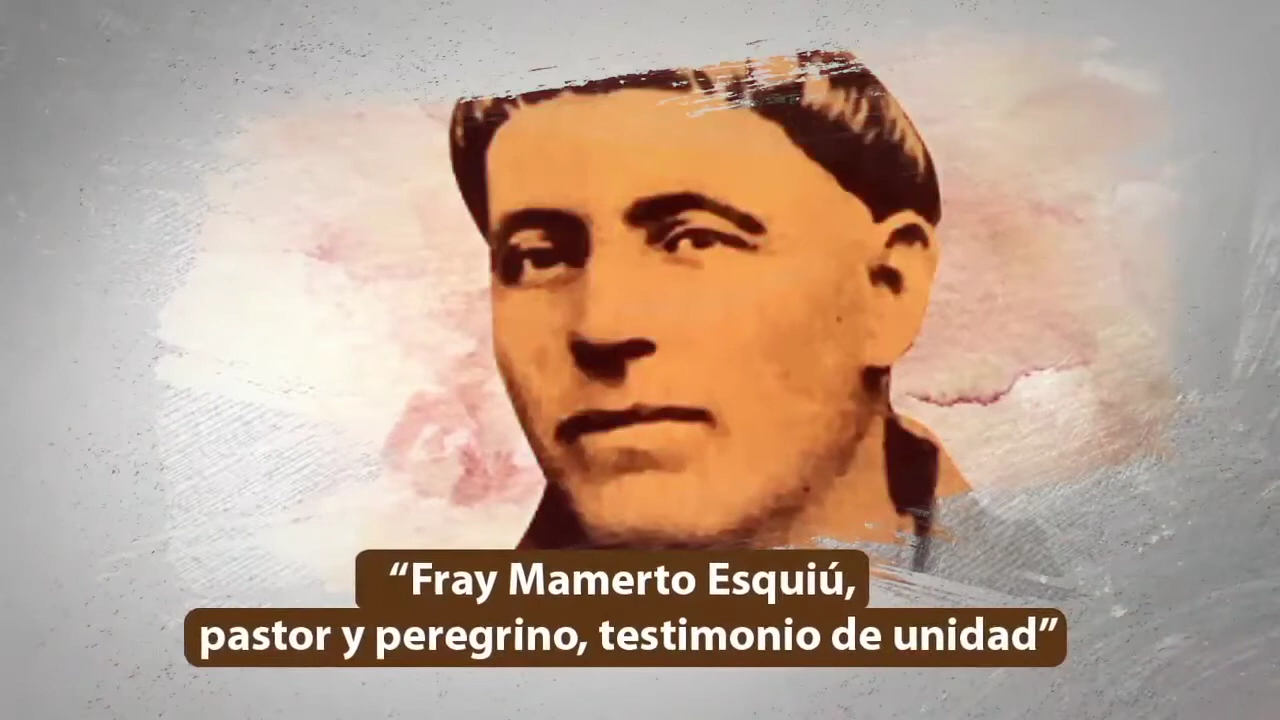 “Fray Mamerto Esquiú,
pastor y peregrino, testimonio de unidad”